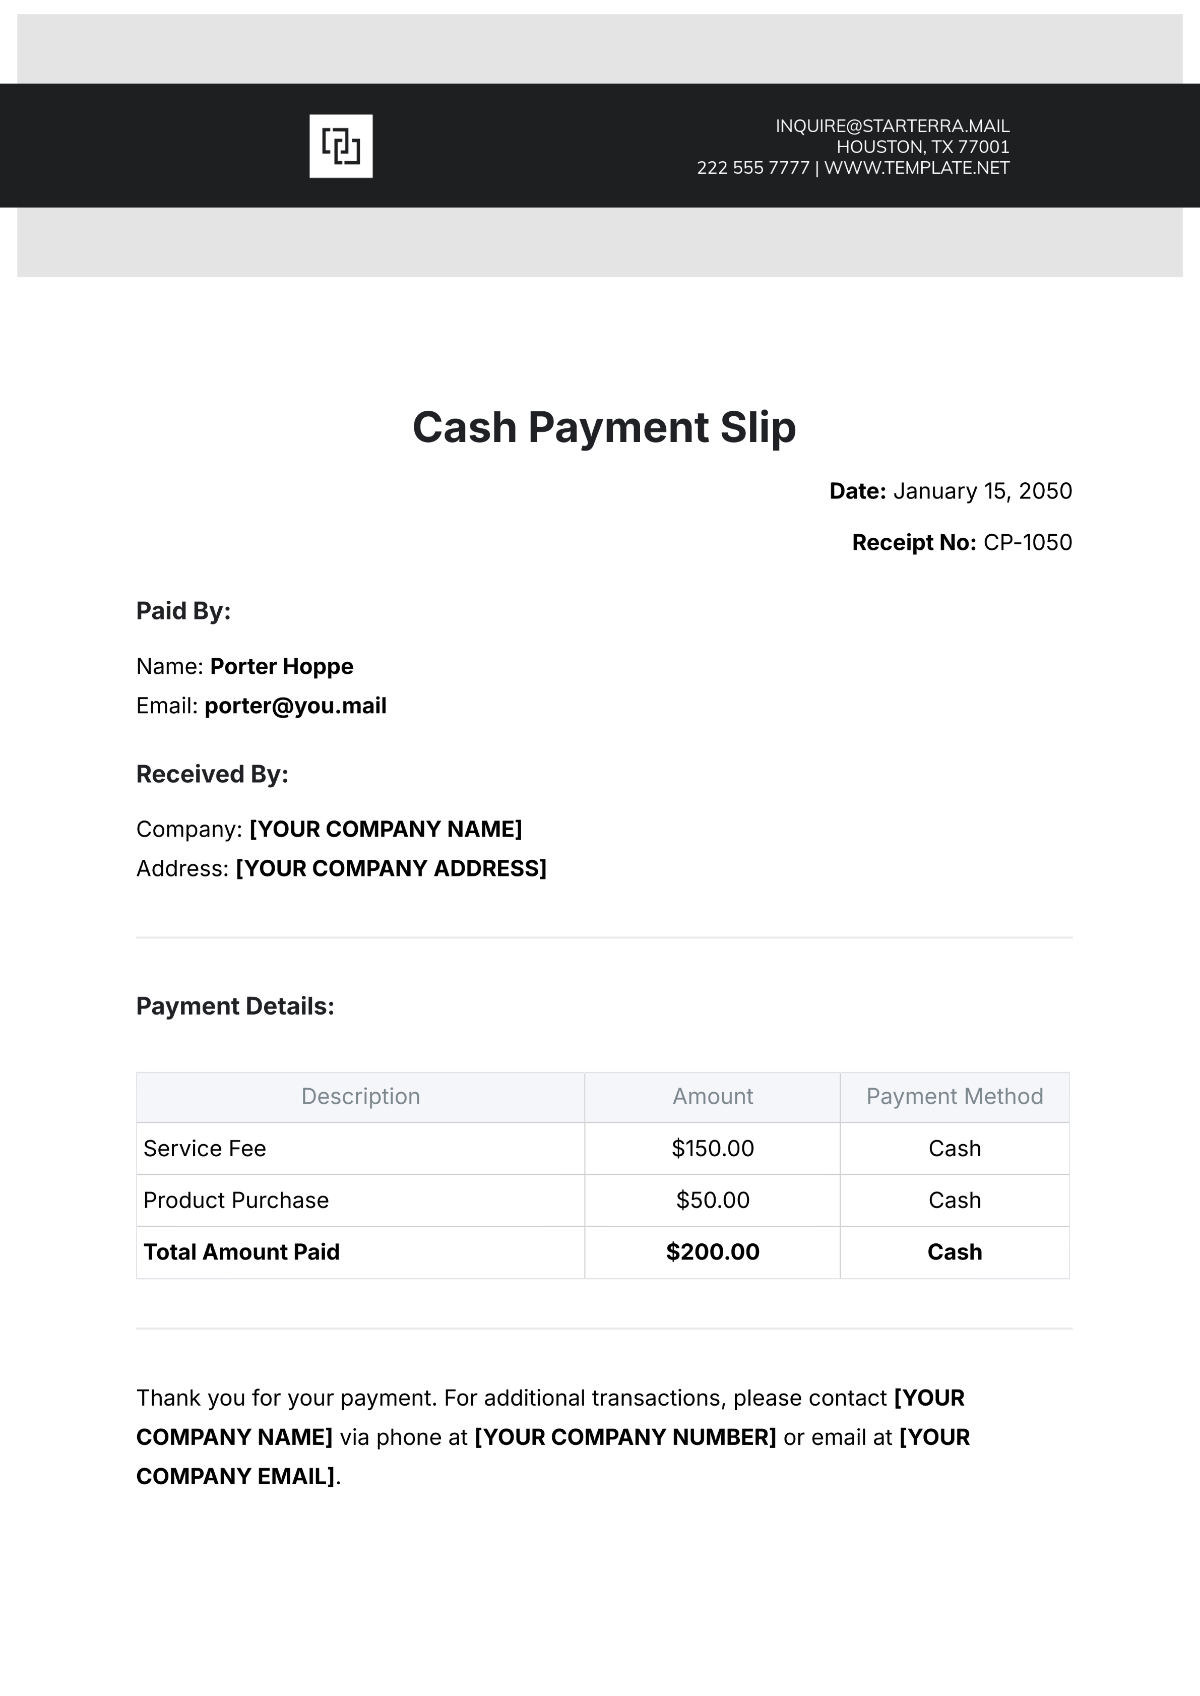 INQUIRE@STARTERRA.MAIL
HOUSTON, TX 77001
222 555 7777 | WWW.TEMPLATE.NET
Cash Payment Slip
Date: January 15, 2050
Receipt No: CP-1050
Paid By:
Name: Porter Hoppe
Email: porter@you.mail
Received By:
Company: [YOUR COMPANY NAME]
Address: [YOUR COMPANY ADDRESS]
Payment Details:
Description Amount Payment Method
Service Fee $150.00 Cash
Product Purchase $50.00 Cash
Total Amount Paid $200.00 Cash
Thank you for your payment. For additional transactions, please contact [YOUR
COMPANY NAME] via phone at [YOUR COMPANY NUMBER] or email at [YOUR
COMPANY EMAIL].